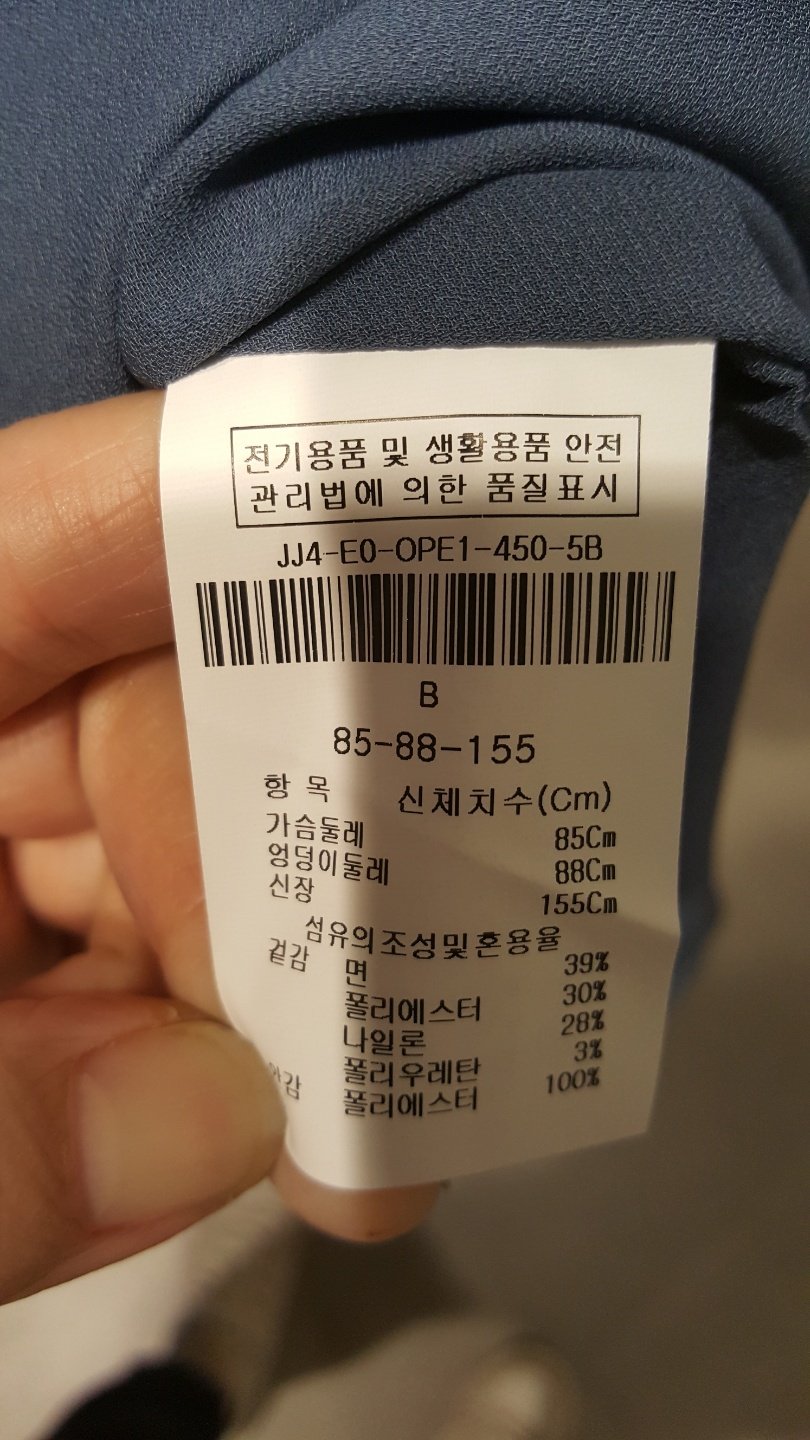 전기용품 및 생활용품 안전
관리법에 의한 품질표시
JJ4-E0-OPE1-450-5B
B
85-88-155
항 목 신체치수(Cm)
가슴둘레 85Cm
엉덩이둘레 88Cm
신장 155Cm
섬유의조성및혼용율
겉감 면 39%
폴리에스터 30%
나일론 28%
폴리우레탄 3%
폴리에스터 100%